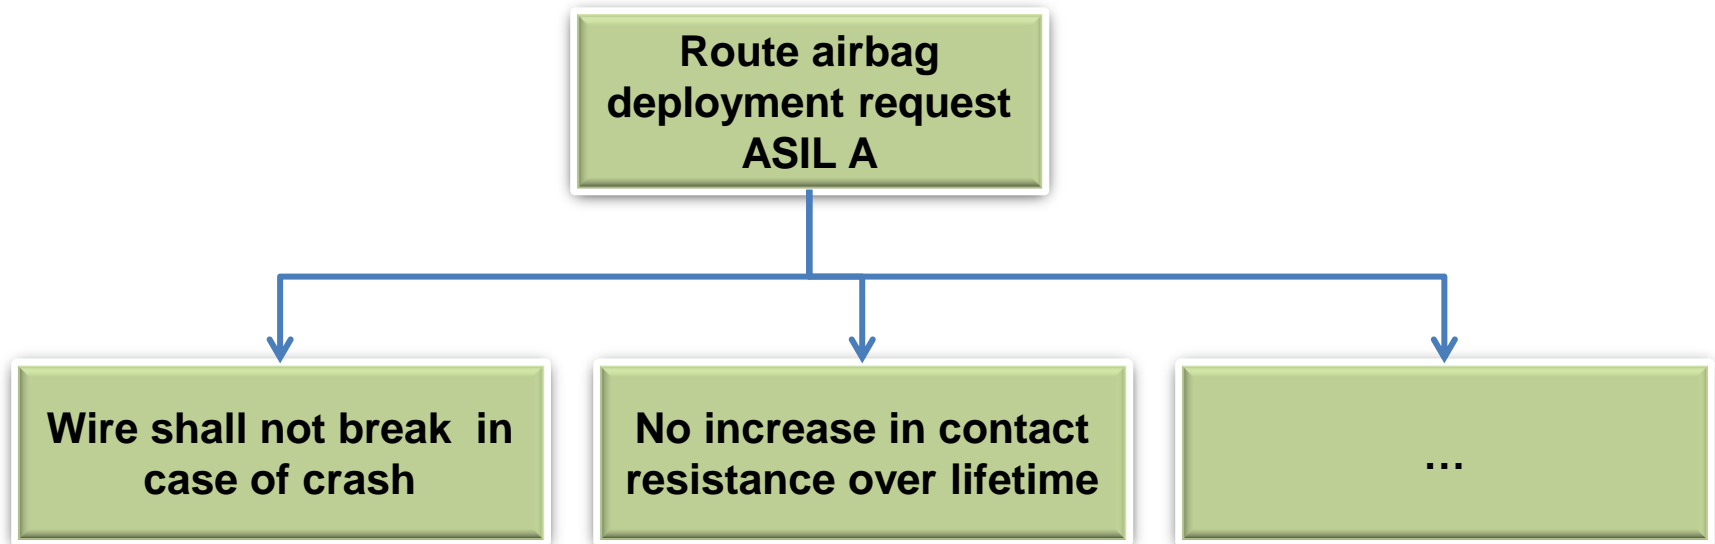 Route airbag
deployment request
ASIL A
Wire shall not break  in
case of crash
No increase in contact
resistance over lifetime
...